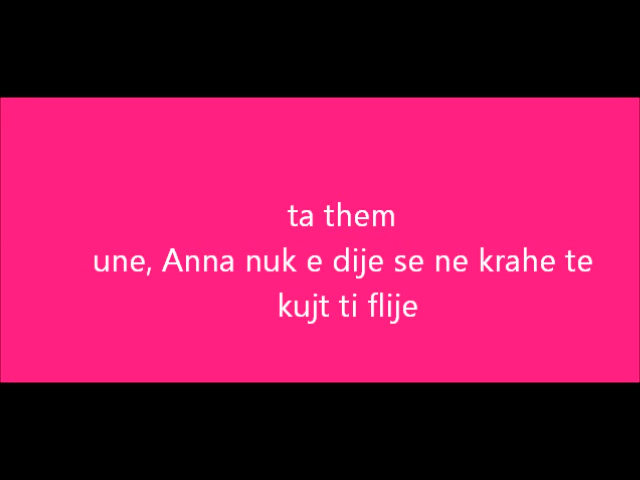 ta them
une, Anna nuk e dije se ne krahe te
kujt ti flije